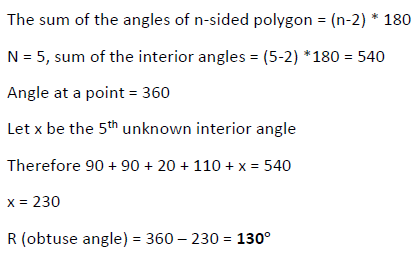 The sum of the angles of n-sided polygon = (n-2) * 180
N = 5, sum of the interior angles = (5-2) *180 = 540
Angle at a point = 360
Let x be the 5th unknown interior angle
Therefore 90 + 90 + 20 + 110 + x = 540
x = 230
R (obtuse angle) = 360 – 230 = 130°